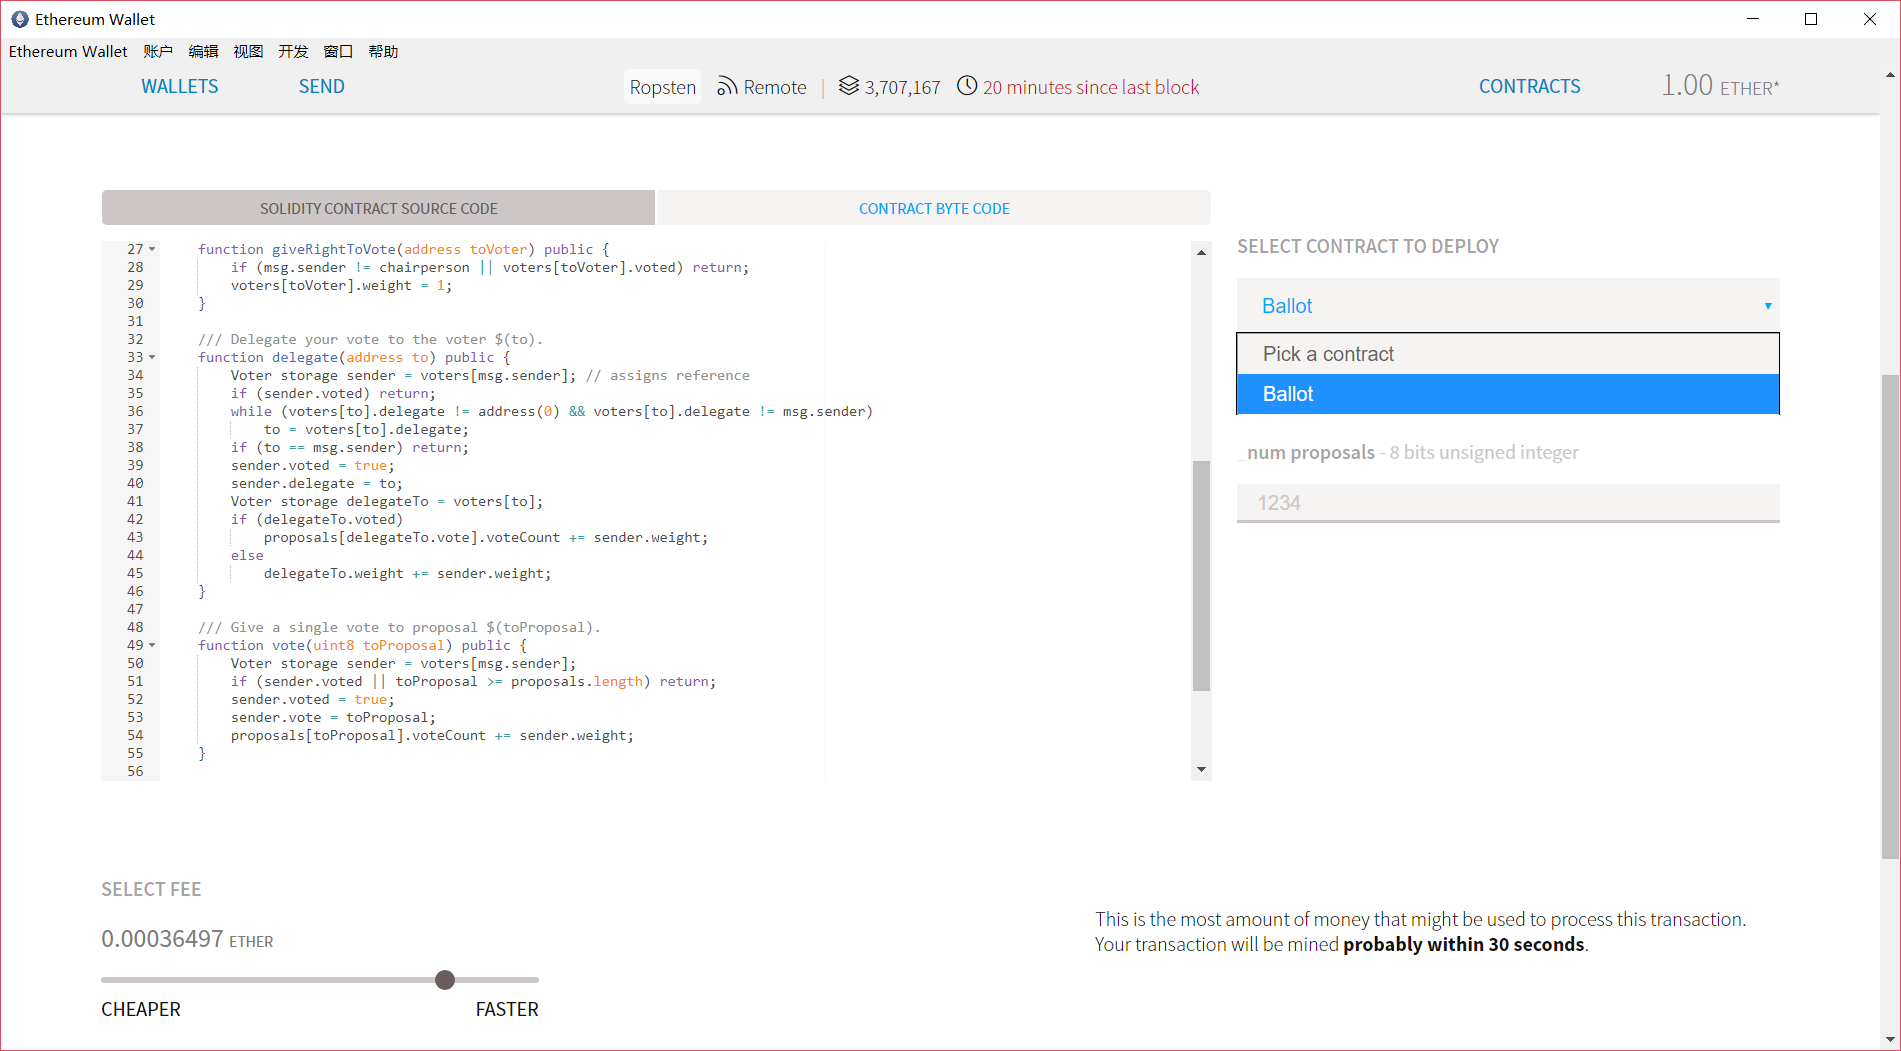 Ethereum Wallet
Ethereum Wallet 账户 编辑 视图 开发 窗口 帮助
WALLETS SEND Ropsten Remote | 3,707,167 20 minutes since last block CONTRACTS 1.00 ETHER*
SOLIDITY CONTRACT SOURCE CODE CONTRACT BYTE CODE
27 function giveRightToVote(address toVoter) public {
28 if (msg.sender != chairperson || voters[toVoter].voted) return;
29 voters[toVoter].weight = 1;
30 }
31
32 /// Delegate your vote to the voter $(to).
33 function delegate(address to) public {
34 Voter storage sender = voters[msg.sender]; // assigns reference
35 if (sender.voted) return;
36 while (voters[to].delegate != address(0) && voters[to].delegate != msg.sender)
37 to = voters[to].delegate;
38 if (to == msg.sender) return;
39 sender.voted = true;
40 sender.delegate = to;
41 Voter storage delegateTo = voters[to];
42 if (delegateTo.voted)
43 proposals[delegateTo.vote].voteCount += sender.weight;
44 else
45 delegateTo.weight += sender.weight;
46 }
47
48 /// Give a single vote to proposal $(toProposal).
49 function vote(uint8 toProposal) public {
50 Voter storage sender = voters[msg.sender];
51 if (sender.voted || toProposal >= proposals.length) return;
52 sender.voted = true;
53 sender.vote = toProposal;
54 proposals[toProposal].voteCount += sender.weight;
55 }
56
SELECT CONTRACT TO DEPLOY
Ballot
Pick a contract
Ballot
_num proposals - 8 bits unsigned integer
1234
SELECT FEE
0.00036497 ETHER
CHEAPER FASTER
This is the most amount of money that might be used to process this transaction.
Your transaction will be mined probably within 30 seconds.